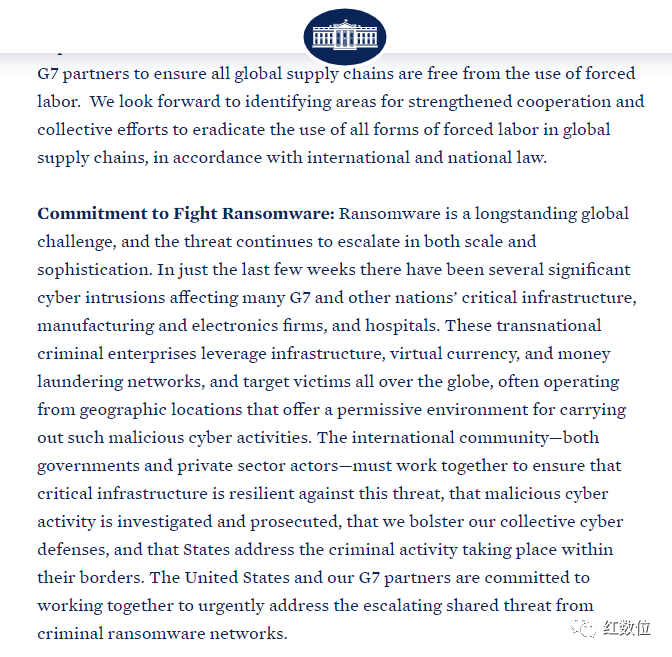 G7 partners to ensure all global supply chains are free from the use of forced
labor.  We look forward to identifying areas for strengthened cooperation and
collective efforts to eradicate the use of all forms of forced labor in global
supply chains, in accordance with international and national law.
Commitment to Fight Ransomware: Ransomware is a longstanding global
challenge, and the threat continues to escalate in both scale and
sophistication. In just the last few weeks there have been several significant
cyber intrusions affecting many G7 and other nations’ critical infrastructure,
manufacturing and electronics firms, and hospitals. These transnational
criminal enterprises leverage infrastructure, virtual currency, and money
laundering networks, and target victims all over the globe, often operating
from geographic locations that offer a permissive environment for carrying
out such malicious cyber activities. The international community—both
governments and private sector actors—must work together to ensure that
critical infrastructure is resilient against this threat, that malicious cyber
activity is investigated and prosecuted, that we bolster our collective cyber
defenses, and that States address the criminal activity taking place within
their borders. The United States and our G7 partners are committed to
working together to urgently address the escalating shared threat from
criminal ransomware networks.
红数位